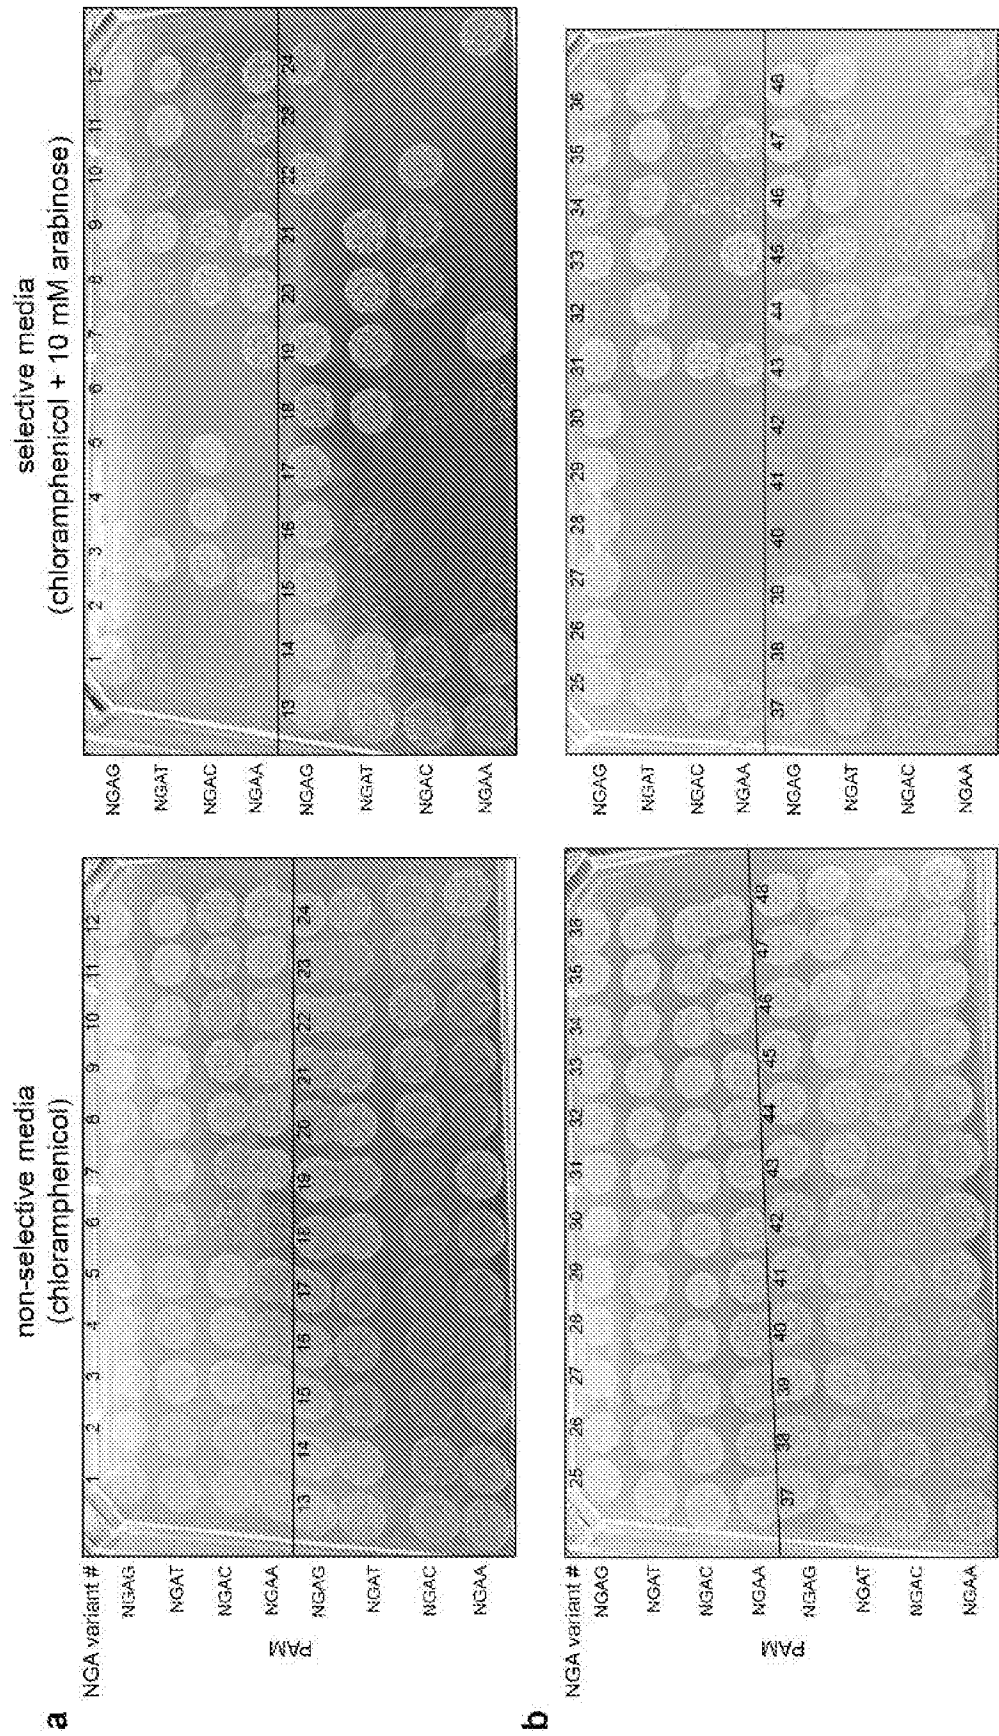 a
non-selective media
(chloramphenicol)
selective media
(chloramphenicol + 10 mM arabinose)
NGA variant # 1 2 3 4 5 6 7 8 9 10 11 12
1 2 3 4 5 6 7 8 9 10 11 12
PAM
NGAG
NGAT
NGAC
NGAA
13 14 15 16 17 18 19 20 21 22 23 24
NGAG
NGAT
NGAC
NGAA
NGAG
NGAT
NGAC
NGAA
13 14 15 16 17 18 19 20 21 22 23 24
NGAG
NGAT
NGAC
NGAA
b
NGA variant # 25 26 27 28 29 30 31 32 33 34 35 36
25 26 27 28 29 30 31 32 33 34 35 36
PAM
NGAG
NGAT
NGAC
NGAA
37 38 39 40 41 42 43 44 45 46 47 48
NGAG
NGAT
NGAC
NGAA
NGAG
NGAT
NGAC
NGAA
37 38 39 40 41 42 43 44 45 46 47 48
NGAG
NGAT
NGAC
NGAA